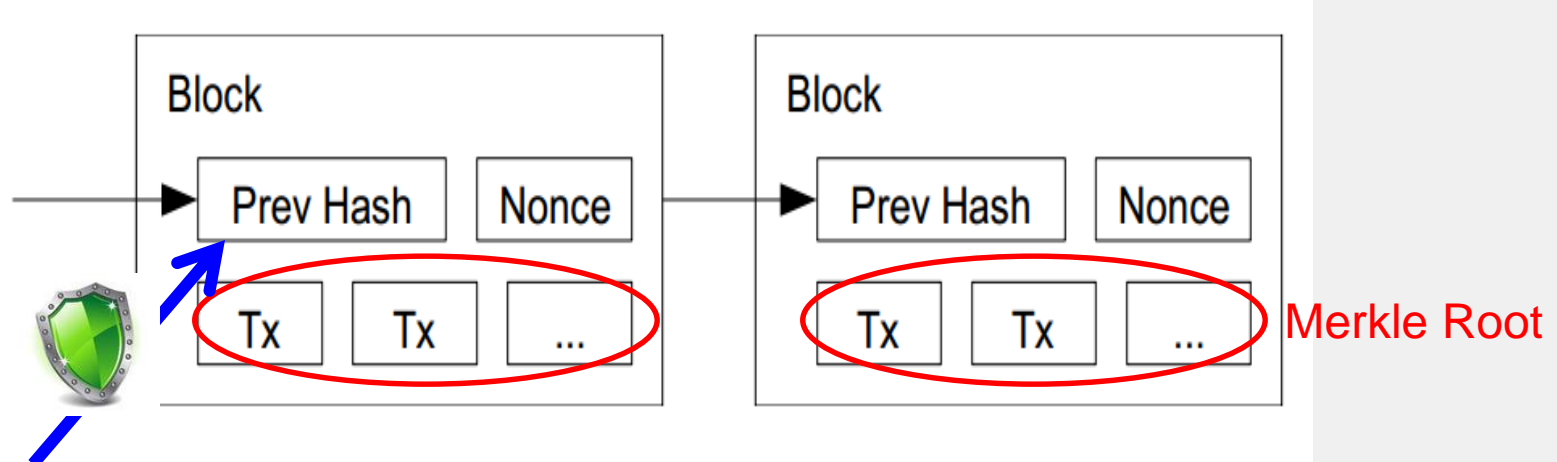 Block
Prev Hash
Nonce
Tx
Tx
...
Block
Prev Hash
Nonce
Tx
Tx
...
Merkle Root